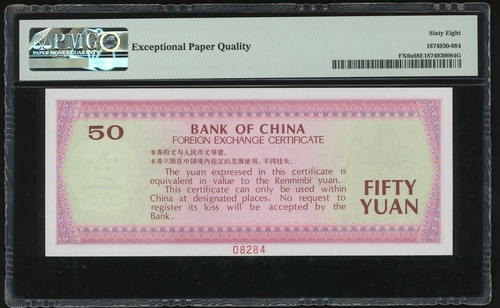 PMG
PAPER MONEY GUARANTY
Exceptional Paper Quality
Sixty Eight
1874930-084
FX6s68E1874930084G
50
BANK OF CHINA
FOREIGN EXCHANGE CERTIFICATE
本券的元与人民币元等值。
本券只限在中国境内指定的范围使用，不得挂失。
The yuan expressed in this certificate is
equivalent in value to the Renminbi yuan.
This certificate can only be used within
China at designated places. No request to
register its loss will be accepted by the
Bank.
FIFTY
YUAN
08284